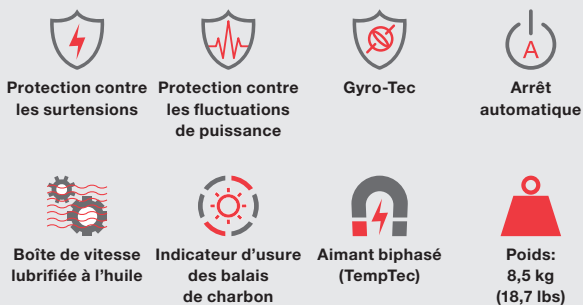 A
Protection contre
les surtensions
Protection contre
les fluctuations
de puissance
Gyro-Tec
Arrêt
automatique
Boîte de vitesse
lubrifiée à l'huile
Indicateur d'usure
des balais
de charbon
Aimant biphasé
(TempTec)
Poids:
8,5 kg
(18,7 lbs)